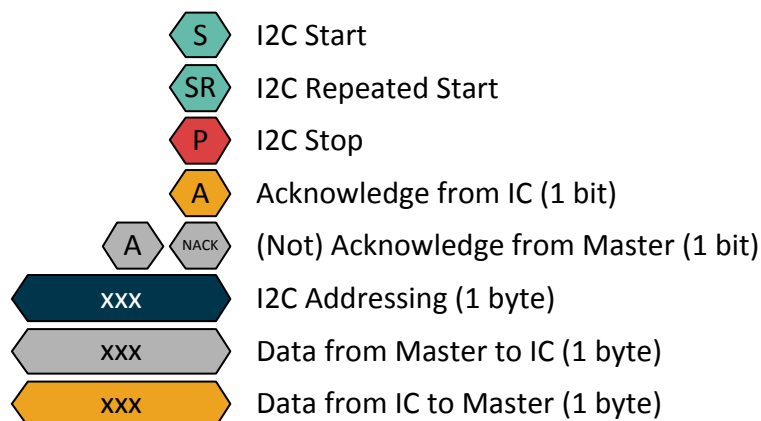 S I2C Start
SR I2C Repeated Start
P I2C Stop
A Acknowledge from IC (1 bit)
A NACK (Not) Acknowledge from Master (1 bit)
xxx I2C Addressing (1 byte)
xxx Data from Master to IC (1 byte)
xxx Data from IC to Master (1 byte)